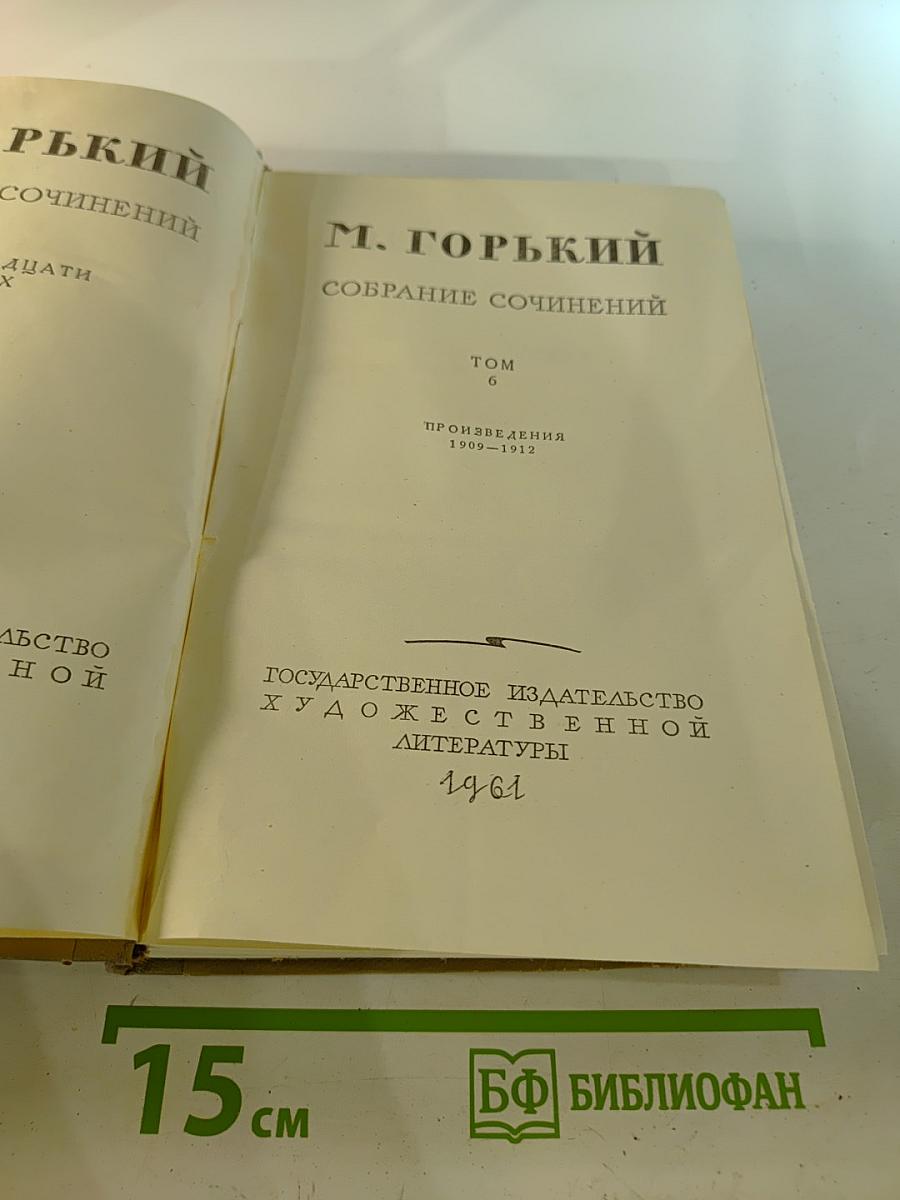 РЬКИЙ
СОЧИНЕНИЙ
ДЦАТИ
Х
ЛЬСТВО
НОЙ
М. ГОРЬКИЙ
СОБРАНИЕ СОЧИНЕНИЙ
ТОМ
6
ПРОИЗВЕДЕНИЯ
1909—1912
ГОСУДАРСТВЕННОЕ ИЗДАТЕЛЬСТВО
ХУДОЖЕСТВЕННОЙ
ЛИТЕРАТУРЫ
1961
15 см
БФ БИБЛИОФАН